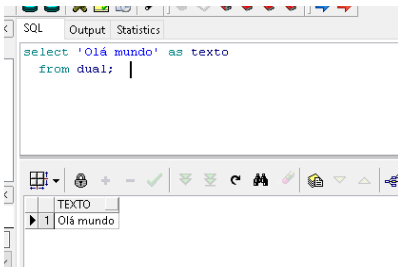 SQL Output Statistics
select 'Olá mundo' as texto
from dual;
TEXTO
1 Olá mundo